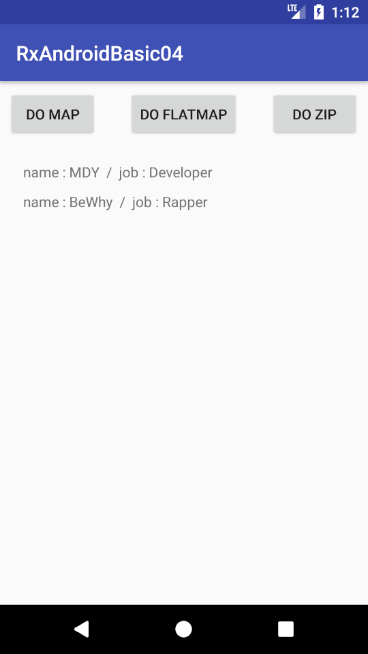 LTE 1:12
RxAndroidBasic04
DO MAP DO FLATMAP DO ZIP
name : MDY / job : Developer
name : BeWhy / job : Rapper